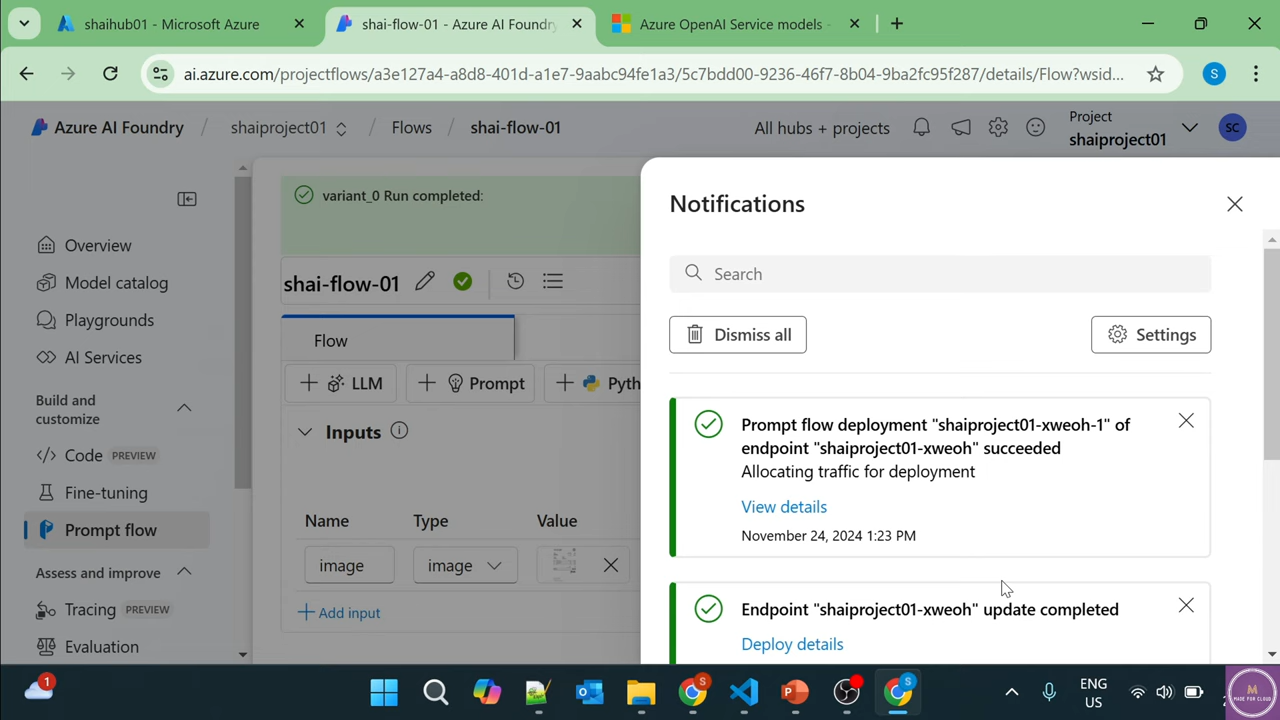 shaihub01 - Microsoft Azure
shai-flow-01 - Azure AI Foundry
Azure OpenAI Service models -
ai.azure.com/projectflows/a3e127a4-a8d8-401d-a1e7-9aabc94fe1a3/5c7bdd00-9236-46f7-8b04-9ba2fc95f287/details/Flow?wsid...
S
Azure AI Foundry / shaiproject01 / Flows / shai-flow-01
All hubs + projects
Project
shaiproject01
SC
Overview
Model catalog
Playgrounds
AI Services
Build and
customize
Code PREVIEW
Fine-tuning
Prompt flow
Assess and improve
Tracing PREVIEW
Evaluation
variant_0 Run completed:
shai-flow-01
Flow
LLM
Prompt
Pyth
Inputs
Name Type Value
image image
Add input
Notifications
Search
Dismiss all
Settings
Prompt flow deployment "shaiproject01-xweoh-1" of
endpoint "shaiproject01-xweoh" succeeded
Allocating traffic for deployment
View details
November 24, 2024 1:23 PM
Endpoint "shaiproject01-xweoh" update completed
Deploy details
1
S
S
ENG
US
M
MADE FOR CLOUD